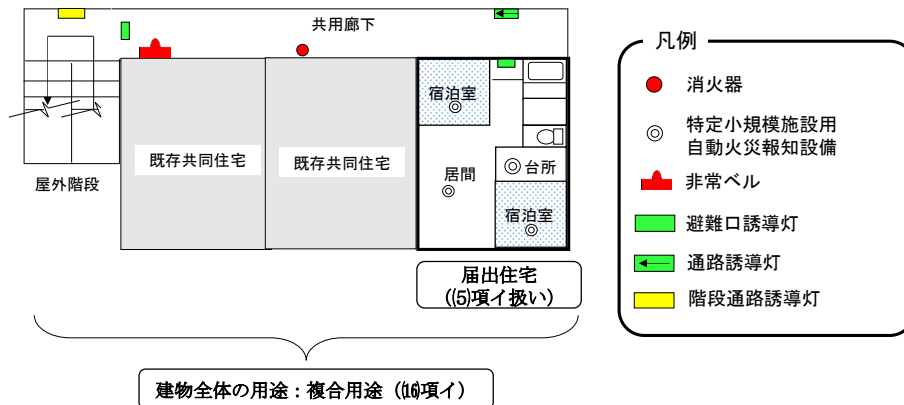 共用廊下
凡例
消火器
宿泊室
特定小規模施設用
自動火災報知設備
既存共同住宅
既存共同住宅
居間
台所
非常ベル
屋外階段
宿泊室
避難口誘導灯
届出住宅
(⑸項イ扱い)
通路誘導灯
階段通路誘導灯
建物全体の用途：複合用途（⒃項イ）